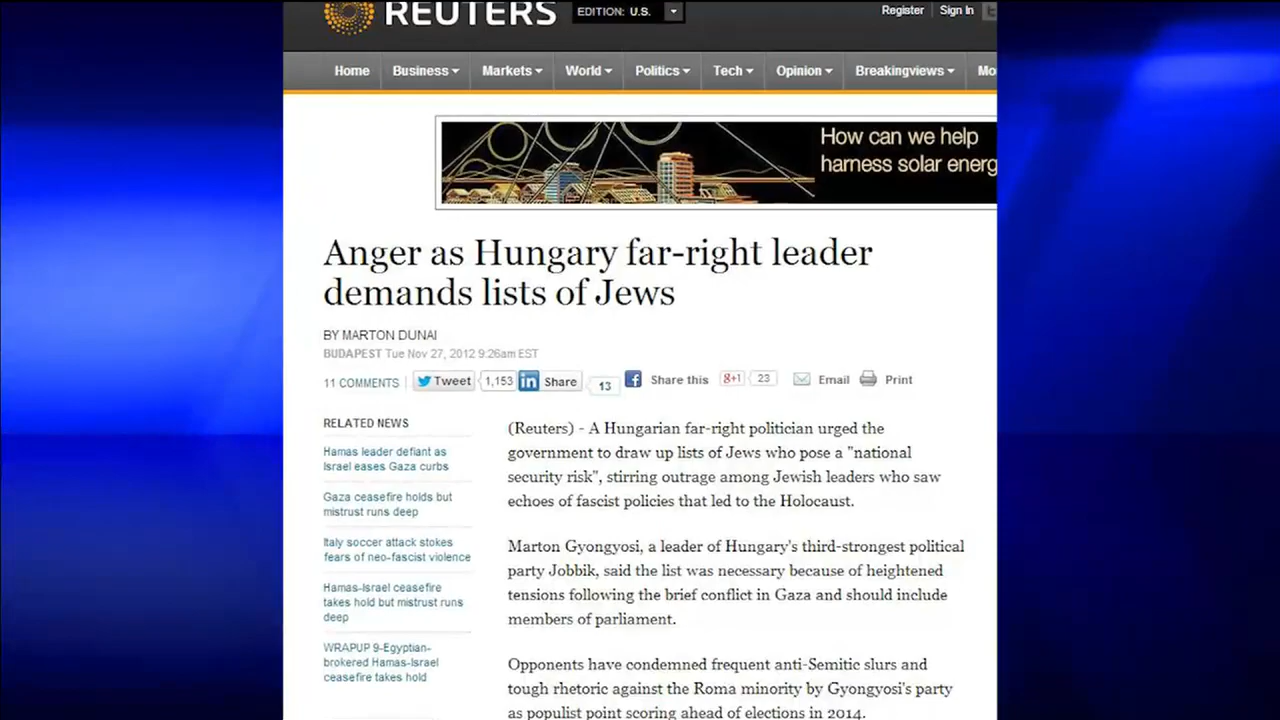 REUTERS
EDITION: U.S.
Register
Sign In
Home
Business
Markets
World
Politics
Tech
Opinion
Breakingviews
Mo
How can we help
harness solar energ
Anger as Hungary far-right leader
demands lists of Jews
BY MARTON DUNAI
BUDAPEST Tue Nov 27, 2012 9:26am EST
11 COMMENTS
Tweet
1,153
in Share
13
f Share this
g+1
23
Email
Print
RELATED NEWS
Hamas leader defiant as
Israel eases Gaza curbs
Gaza ceasefire holds but
mistrust runs deep
Italy soccer attack stokes
fears of neo-fascist violence
Hamas-Israel ceasefire
takes hold but mistrust runs
deep
WRAPUP 9-Egyptian-
brokered Hamas-Israel
ceasefire takes hold
(Reuters) - A Hungarian far-right politician urged the
government to draw up lists of Jews who pose a "national
security risk", stirring outrage among Jewish leaders who saw
echoes of fascist policies that led to the Holocaust.
Marton Gyongyosi, a leader of Hungary's third-strongest political
party Jobbik, said the list was necessary because of heightened
tensions following the brief conflict in Gaza and should include
members of parliament.
Opponents have condemned frequent anti-Semitic slurs and
tough rhetoric against the Roma minority by Gyongyosi's party
as populist point scoring ahead of elections in 2014.